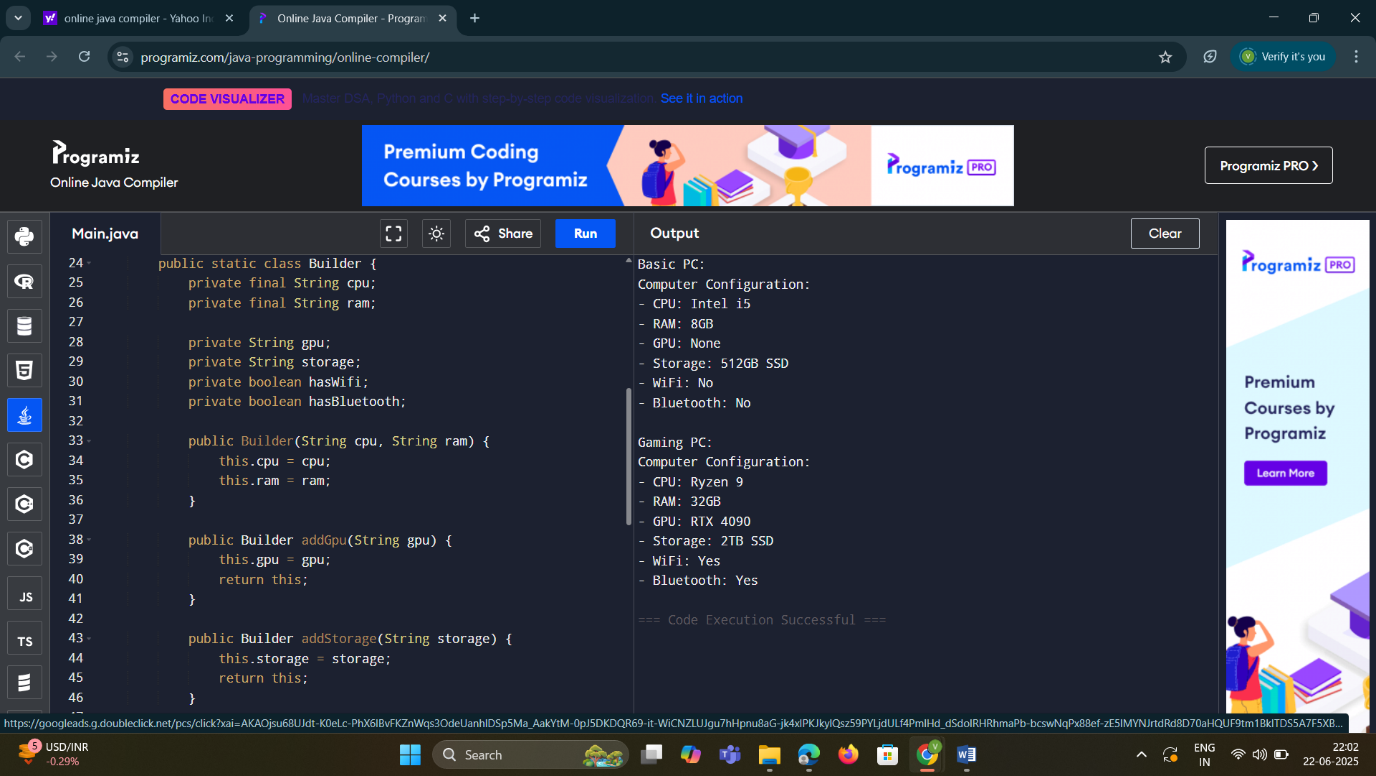 online java compiler - Yahoo In
Online Java Compiler - Program
programiz.com/java-programming/online-compiler/
Verify it's you
CODE VISUALIZER Master DSA, Python and C with step-by-step code visualization. See it in action
Programiz
Online Java Compiler
Premium Coding
Courses by Programiz
Programiz PRO
Programiz PRO
Main.java
Share
Run
Output
Clear
24 public static class Builder {
25 private final String cpu;
26 private final String ram;
27
28 private String gpu;
29 private String storage;
30 private boolean hasWifi;
31 private boolean hasBluetooth;
32
33 public Builder(String cpu, String ram) {
34 this.cpu = cpu;
35 this.ram = ram;
36 }
37
38 public Builder addGpu(String gpu) {
39 this.gpu = gpu;
40 return this;
41 }
42
43 public Builder addStorage(String storage) {
44 this.storage = storage;
45 return this;
46 }
Basic PC:
Computer Configuration:
- CPU: Intel i5
- RAM: 8GB
- GPU: None
- Storage: 512GB SSD
- WiFi: No
- Bluetooth: No
Gaming PC:
Computer Configuration:
- CPU: Ryzen 9
- RAM: 32GB
- GPU: RTX 4090
- Storage: 2TB SSD
- WiFi: Yes
- Bluetooth: Yes
=== Code Execution Successful ===
Programiz PRO
Premium
Courses by
Programiz
Learn More
JS
TS
5
USD/INR
-0.29%
Search
ENG
IN
22:02
22-06-2025